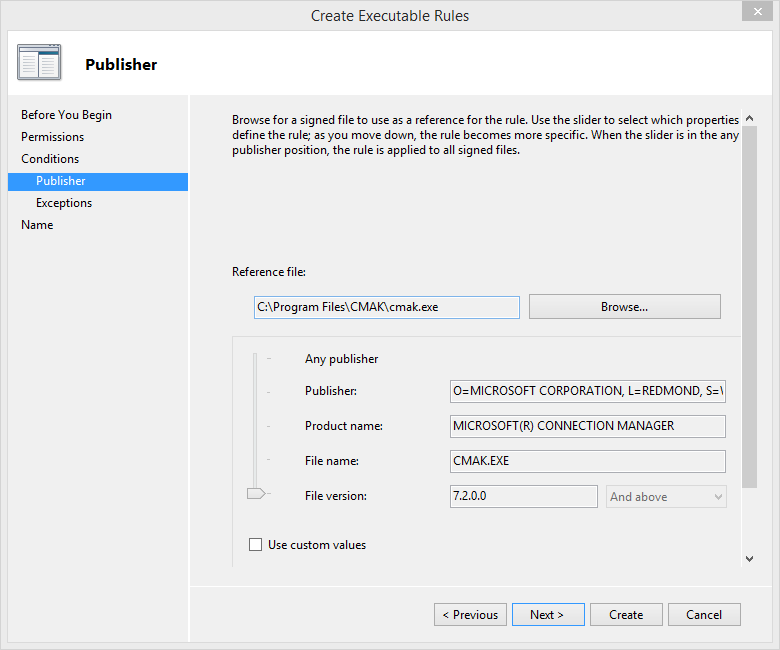 Create Executable Rules
Publisher
Before You Begin
Permissions
Conditions
Publisher
Exceptions
Name
Browse for a signed file to use as a reference for the rule. Use the slider to select which properties
define the rule; as you move down, the rule becomes more specific. When the slider is in the any
publisher position, the rule is applied to all signed files.
Reference file:
C:\Program Files\CMAK\cmak.exe
Browse...
Any publisher
Publisher: O=MICROSOFT CORPORATION, L=REDMOND, S=
Product name: MICROSOFT(R) CONNECTION MANAGER
File name: CMAK.EXE
File version: 7.2.0.0 And above
Use custom values
< Previous Next > Create Cancel